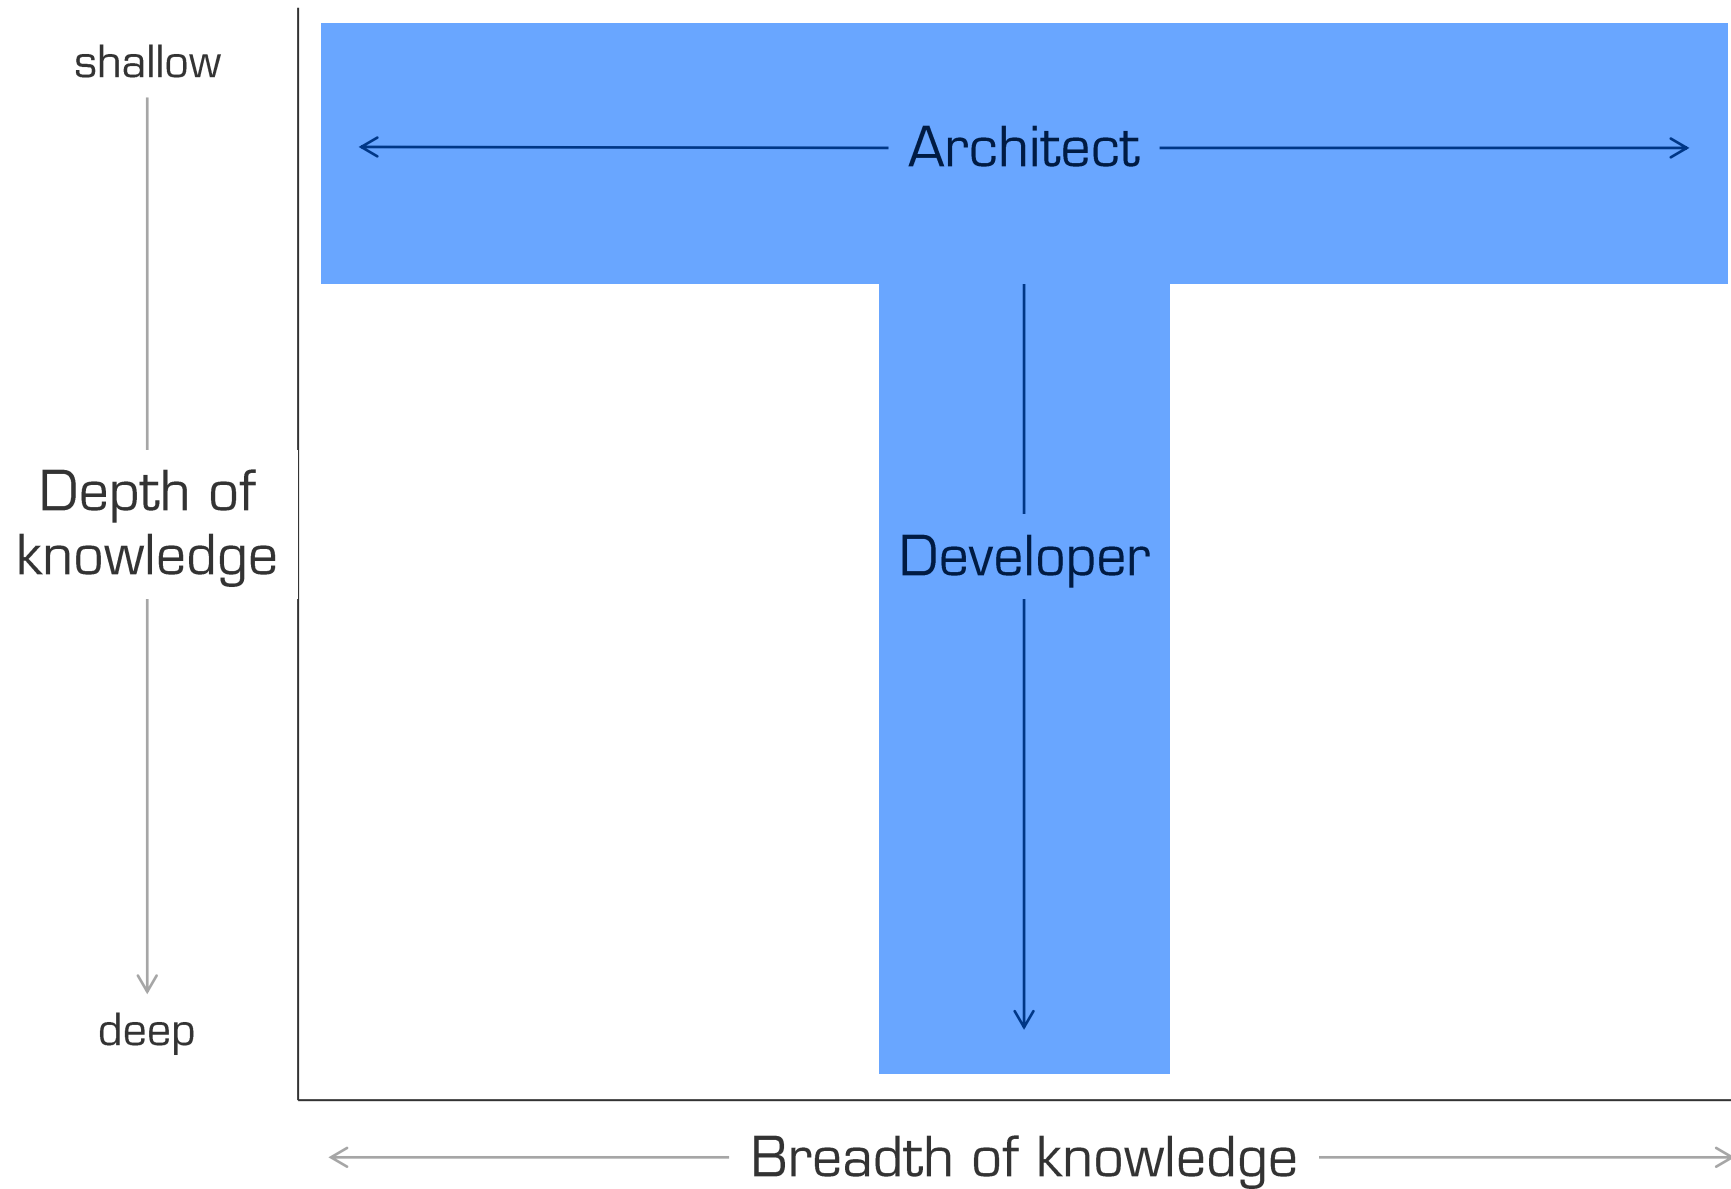 shallow
Architect
Depth of
knowledge
Developer
deep
Breadth of knowledge